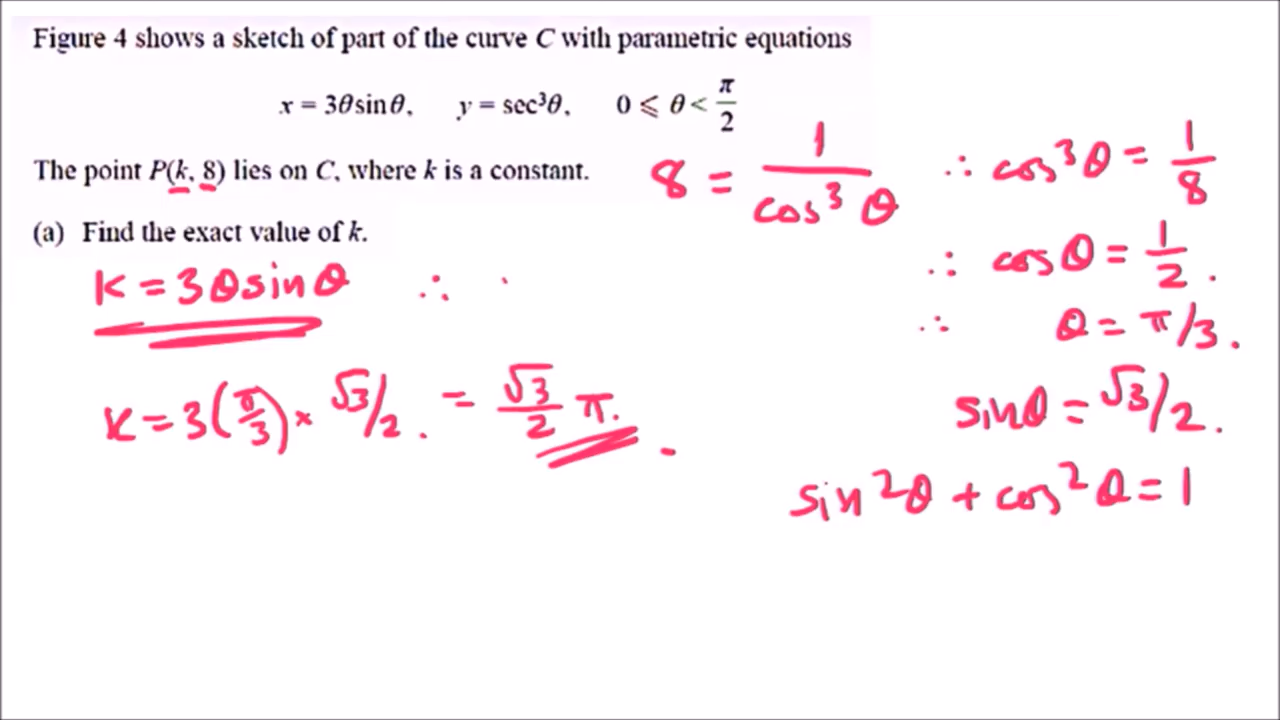 Figure 4 shows a sketch of part of the curve C with parametric equations
x = 3θsinθ, y = sec³θ, 0 ⩽ θ < π/2
The point P(k, 8) lies on C, where k is a constant.
8 = 1/cos³θ ∴ cos³θ = 1/8
(a) Find the exact value of k.
∴ cosθ = 1/2.
k = 3θsinθ ∴
∴ θ = π/3.
k = 3(π/3) × √3/2. = √3/2 π.
sinθ = √3/2.
sin²θ + cos²θ = 1